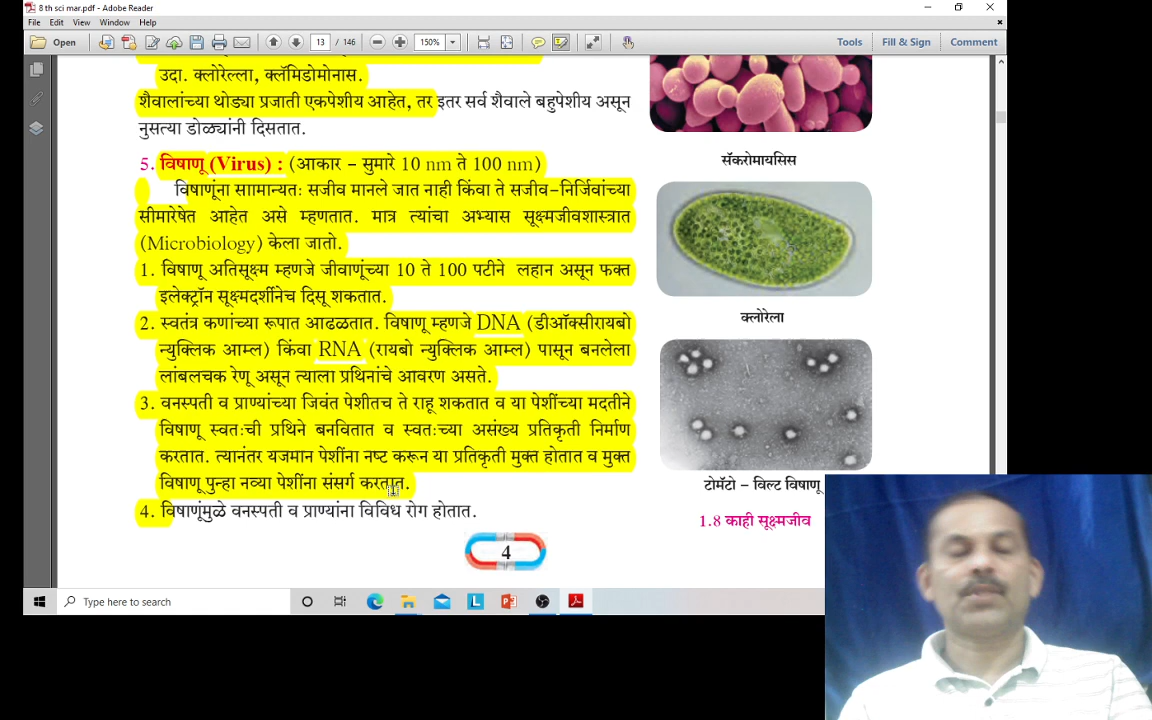 8 th sci mar.pdf - Adobe Reader
File Edit View Window Help
Open 13 / 146 150% Tools Fill & Sign Comment
उदा. क्लोरेल्ला, क्लॅमिडोमोनास.
शैवालांच्या थोड्या प्रजाती एकपेशीय आहेत, तर इतर सर्व शैवाले बहुपेशीय असून
नुसत्या डोळ्यांनी दिसतात.
5. विषाणू (Virus) : (आकार – सुमारे 10 nm ते 100 nm)
विषाणूंना साामान्यतः सजीव मानले जात नाही किंवा ते सजीव-निर्जिवांच्या
सीमारेषेत आहेत असे म्हणतात. मात्र त्यांचा अभ्यास सूक्ष्मजीवशास्त्रात
(Microbiology) केला जातो.
1. विषाणू अतिसूक्ष्म म्हणजे जीवाणूंच्या 10 ते 100 पटीने लहान असून फक्त
इलेक्ट्रॉन सूक्ष्मदर्शीनेच दिसू शकतात.
2. स्वतंत्र कणांच्या रूपात आढळतात. विषाणू म्हणजे DNA (डीऑक्सीरायबो
न्युक्लिक आम्ल) किंवा RNA (रायबो न्युक्लिक आम्ल) पासून बनलेला
लांबलचक रेणू असून त्याला प्रथिनांचे आवरण असते.
3. वनस्पती व प्राण्यांच्या जिवंत पेशीतच ते राहू शकतात व या पेशींच्या मदतीने
विषाणू स्वतःची प्रथिने बनवितात व स्वतःच्या असंख्य प्रतिकृती निर्माण
करतात. त्यानंतर यजमान पेशींना नष्ट करून या प्रतिकृती मुक्त होतात व मुक्त
विषाणू पुन्हा नव्या पेशींना संसर्ग करतात.
4. विषाणूंमुळे वनस्पती व प्राण्यांना विविध रोग होतात.
4
सॅकरोमायसिस
क्लोरेला
टोमॅटो – विल्ट विषाणू
1.8 काही सूक्ष्मजीव
Type here to search